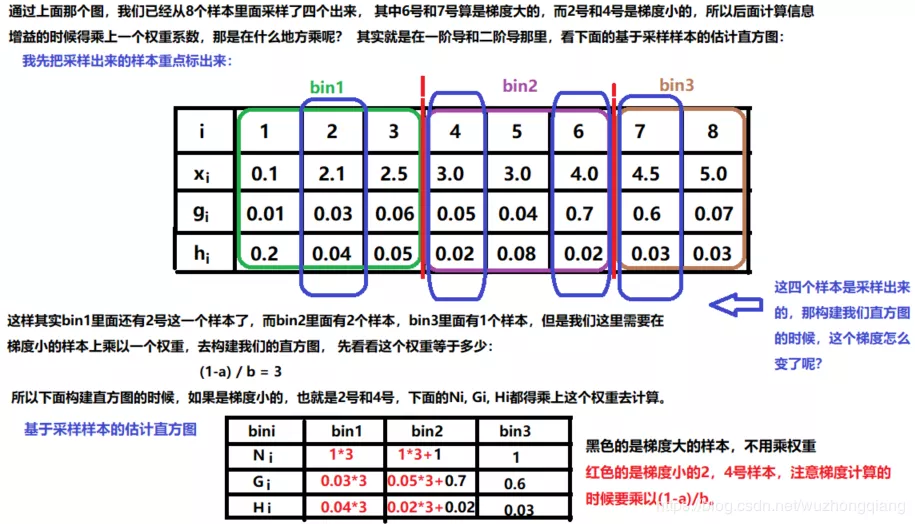 通过上面那个图，我们已经从8个样本里面采样了四个出来， 其中6号和7号算是梯度大的，而2号和4号是梯度小的，所以后面计算信息
增益的时候得乘上一个权重系数，那是在什么地方乘呢？ 其实就是在一阶导和二阶导那里，看下面的基于采样样本的估计直方图：
我先把采样出来的样本重点标出来：
bin1 bin2 bin3
i 1 2 3 4 5 6 7 8
xi 0.1 2.1 2.5 3.0 3.0 4.0 4.5 5.0
gi 0.01 0.03 0.06 0.05 0.04 0.7 0.6 0.07
hi 0.2 0.04 0.05 0.02 0.08 0.02 0.03 0.03
这四个样本是采样出来
的，那构建我们直方图
的时候，这个梯度怎么
变了呢？
这样其实bin1里面还有2号这一个样本了，而bin2里面有2个样本，bin3里面有1个样本，但是我们这里需要在
梯度小的样本上乘以一个权重，去构建我们的直方图， 先看看这个权重等于多少：
(1-a) / b = 3
所以下面构建直方图的时候，如果是梯度小的，也就是2号和4号，下面的Ni, Gi, Hi都得乘上这个权重去计算。
基于采样样本的估计直方图
bini bin1 bin2 bin3
Ni 1*3 1*3+1 1
Gi 0.03*3 0.05*3+0.7 0.6
Hi 0.04*3 0.02*3+0.02 0.03
黑色的是梯度大的样本，不用乘权重
红色的是梯度小的2，4号样本，注意梯度计算的
时候要乘以(1-a)/b。
https://blog.csdn.net/wuzhongqiang